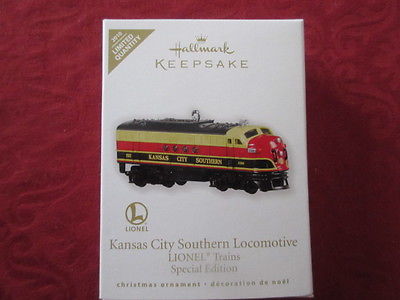 2010
LIMITED
QUANTITY
Hallmark
KEEPSAKE
KANSAS CITY SOUTHERN
L
LIONEL
Kansas City Southern Locomotive
LIONEL® Trains
Special Edition
christmas ornament • décoration de noël